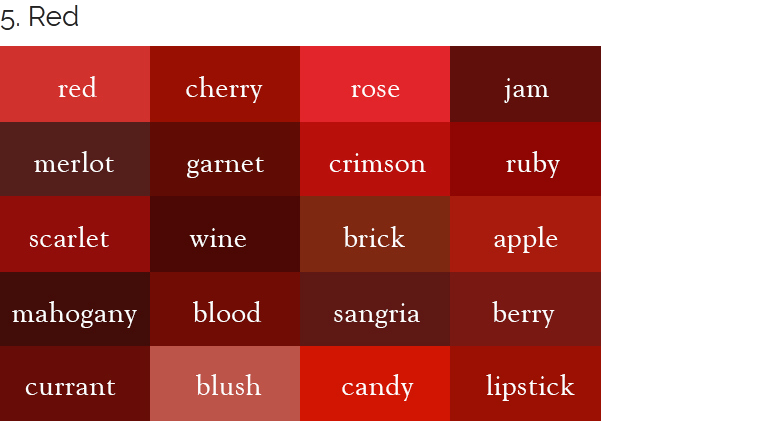 5. Red
red cherry rose jam
merlot garnet crimson ruby
scarlet wine brick apple
mahogany blood sangria berry
currant blush candy lipstick